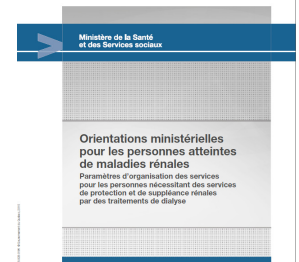 Ministère de la Santé
et des Services sociaux
Orientations ministérielles
pour les personnes atteintes
de maladies rénales
Paramètres d'organisation des services
pour les personnes nécessitant des services
de protection et de suppléance rénales
par des traitements de dialyse